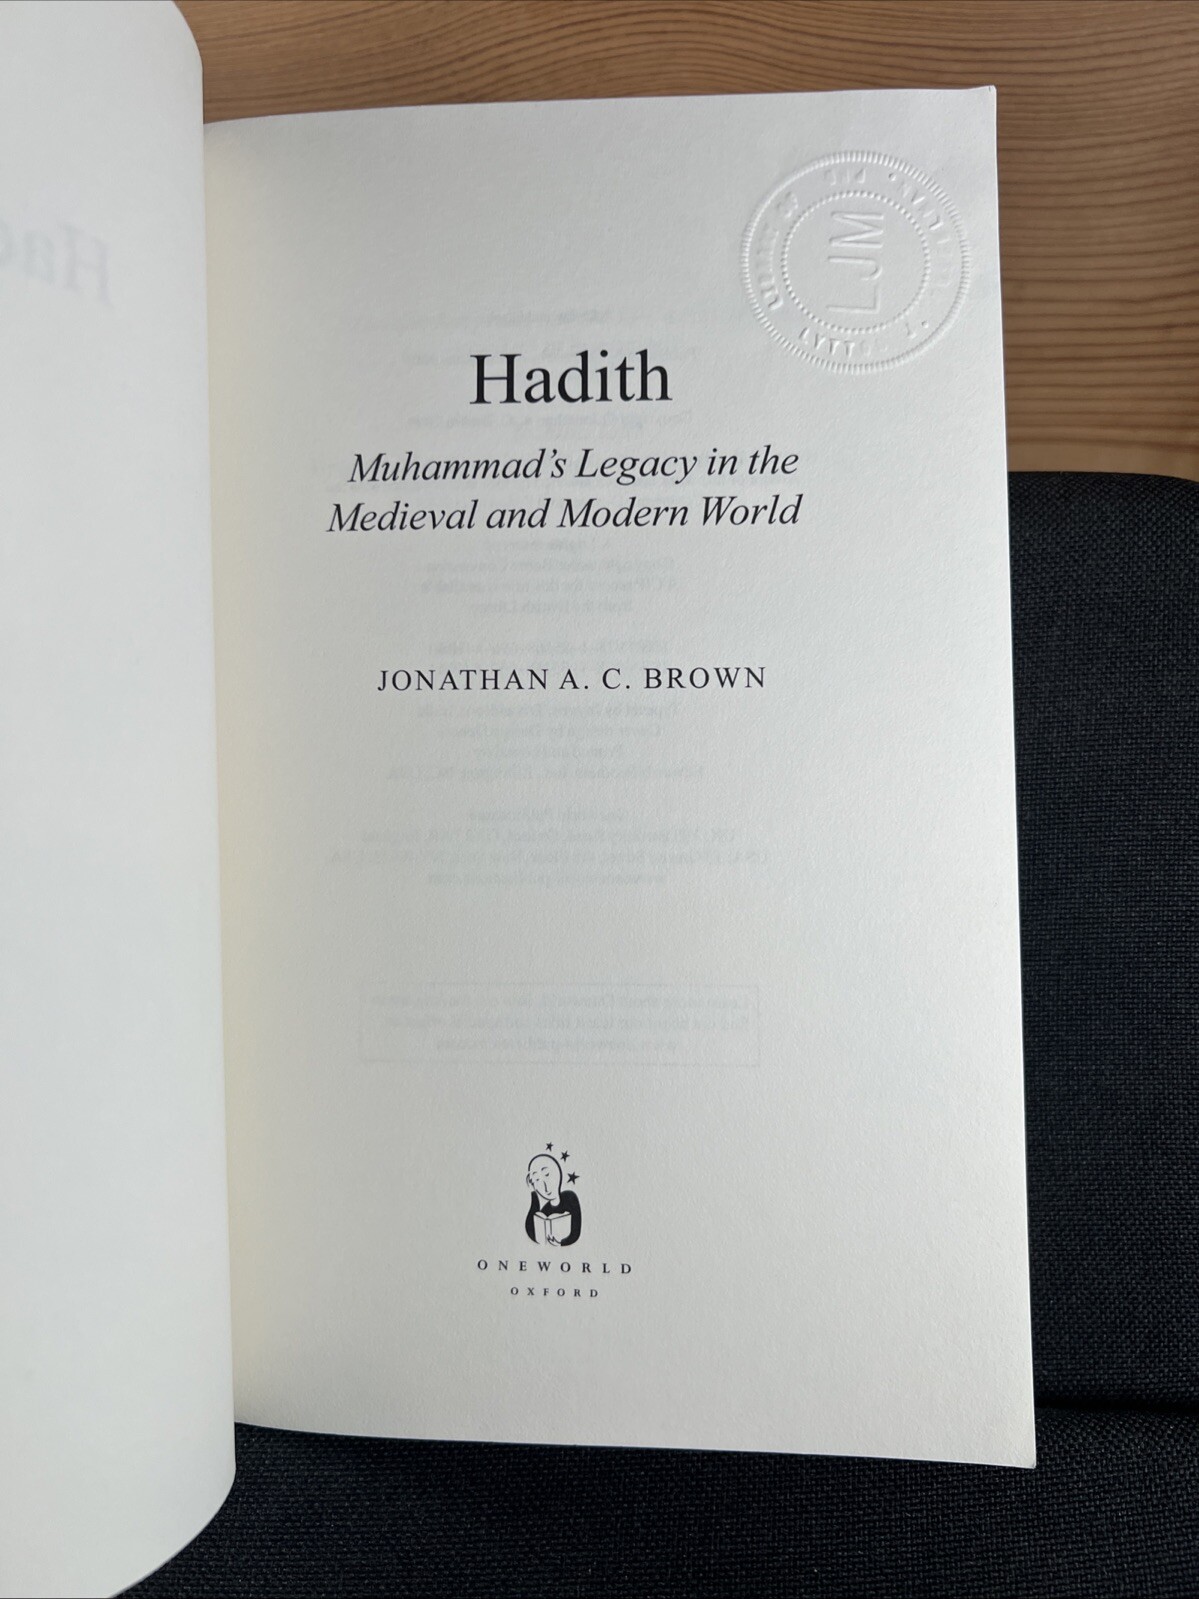 LJM
Hadith
Muhammad's Legacy in the
Medieval and Modern World
JONATHAN A. C. BROWN
ONEWORLD
OXFORD